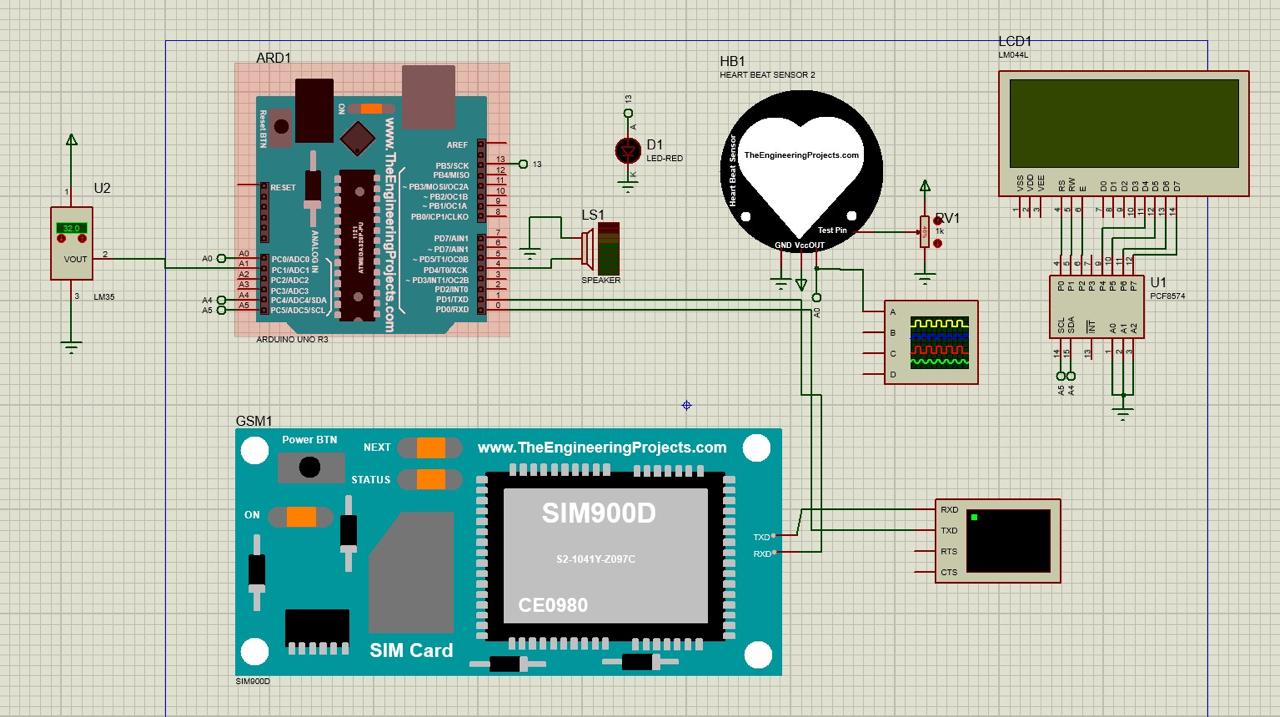 ARD1
Reset BTN
ON
www.TheEngineeringProjects.com
ANALOG IN
1121
RESET
AREF
PB5/SCK
PB4/MISO
~ PB3/MOSI/OC2A
~ PB2/OC1B
~ PB1/OC1A
PB0/ICP1/CLKO
PD7/AIN1
~ PD7/AIN1
~ PD5/T1/OC0B
PD4/T0/XCK
~ PD3/INT1/OC2B
PD2/INT0
PD1/TXD
PD0/RXD
13
12
11
10
9
8
7
6
5
4
3
2
1
0
13
A0
A4
A5
A0
A1
A2
A3
A4
A5
PC0/ADC0
PC1/ADC1
PC2/ADC2
PC3/ADC3
PC4/ADC4/SDA
PC5/ADC5/SCL
ARDUINO UNO R3
U2
1
32.0
VOUT
2
3
LM35
13
A
D1
LED-RED
K
LS1
SPEAKER
HB1
HEART BEAT SENSOR 2
Heart Beat Sensor
TheEngineeringProjects.com
Test Pin
GND
Vcc
OUT
A0
RV1
1k
A
B
C
D
LCD1
LM044L
VSS
VDD
VEE
RS
RW
E
D0
D1
D2
D3
D4
D5
D6
D7
1
2
3
4
5
6
7
8
9
10
11
12
13
14
4
5
6
7
9
10
11
12
P0
P1
P2
P3
P4
P5
P6
P7
U1
PCF8574
SCL
SDA
INT
A0
A1
A2
14
15
13
1
2
3
A5
A4
GSM1
Power BTN
NEXT
STATUS
ON
www.TheEngineeringProjects.com
SIM900D
S2-1041Y-Z097C
CE0980
SIM Card
TXD
RXD
SIM900D
RXD
TXD
RTS
CTS